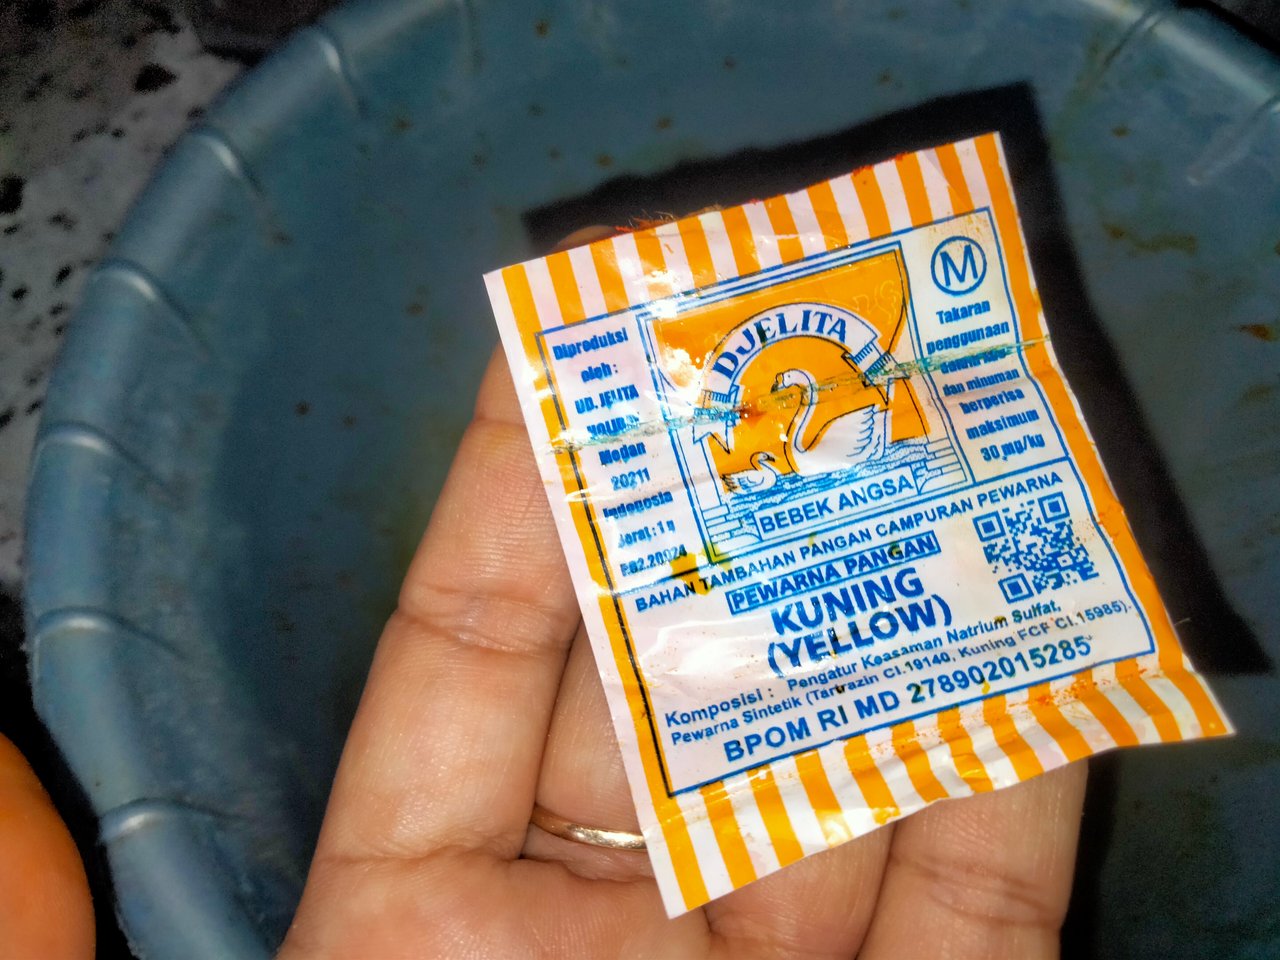 Diproduksi
oleh :
UD. JELITA
Medan
20211
Indonesia
Berat : 1 g
DJELITA
BEBEK ANGSA
M
Takaran
penggunaan
dan minuman
berperisa
maksimum
30 mg/kg
BAHAN TAMBAHAN PANGAN CAMPURAN PEWARNA
PEWARNA PANGAN
KUNING
(YELLOW)
Komposisi : Pengatur Keasaman Natrium Sulfat,
Pewarna Sintetik (Tartrazin CI.19140, Kuning FCF CI.15985).
BPOM RI MD 278902015285